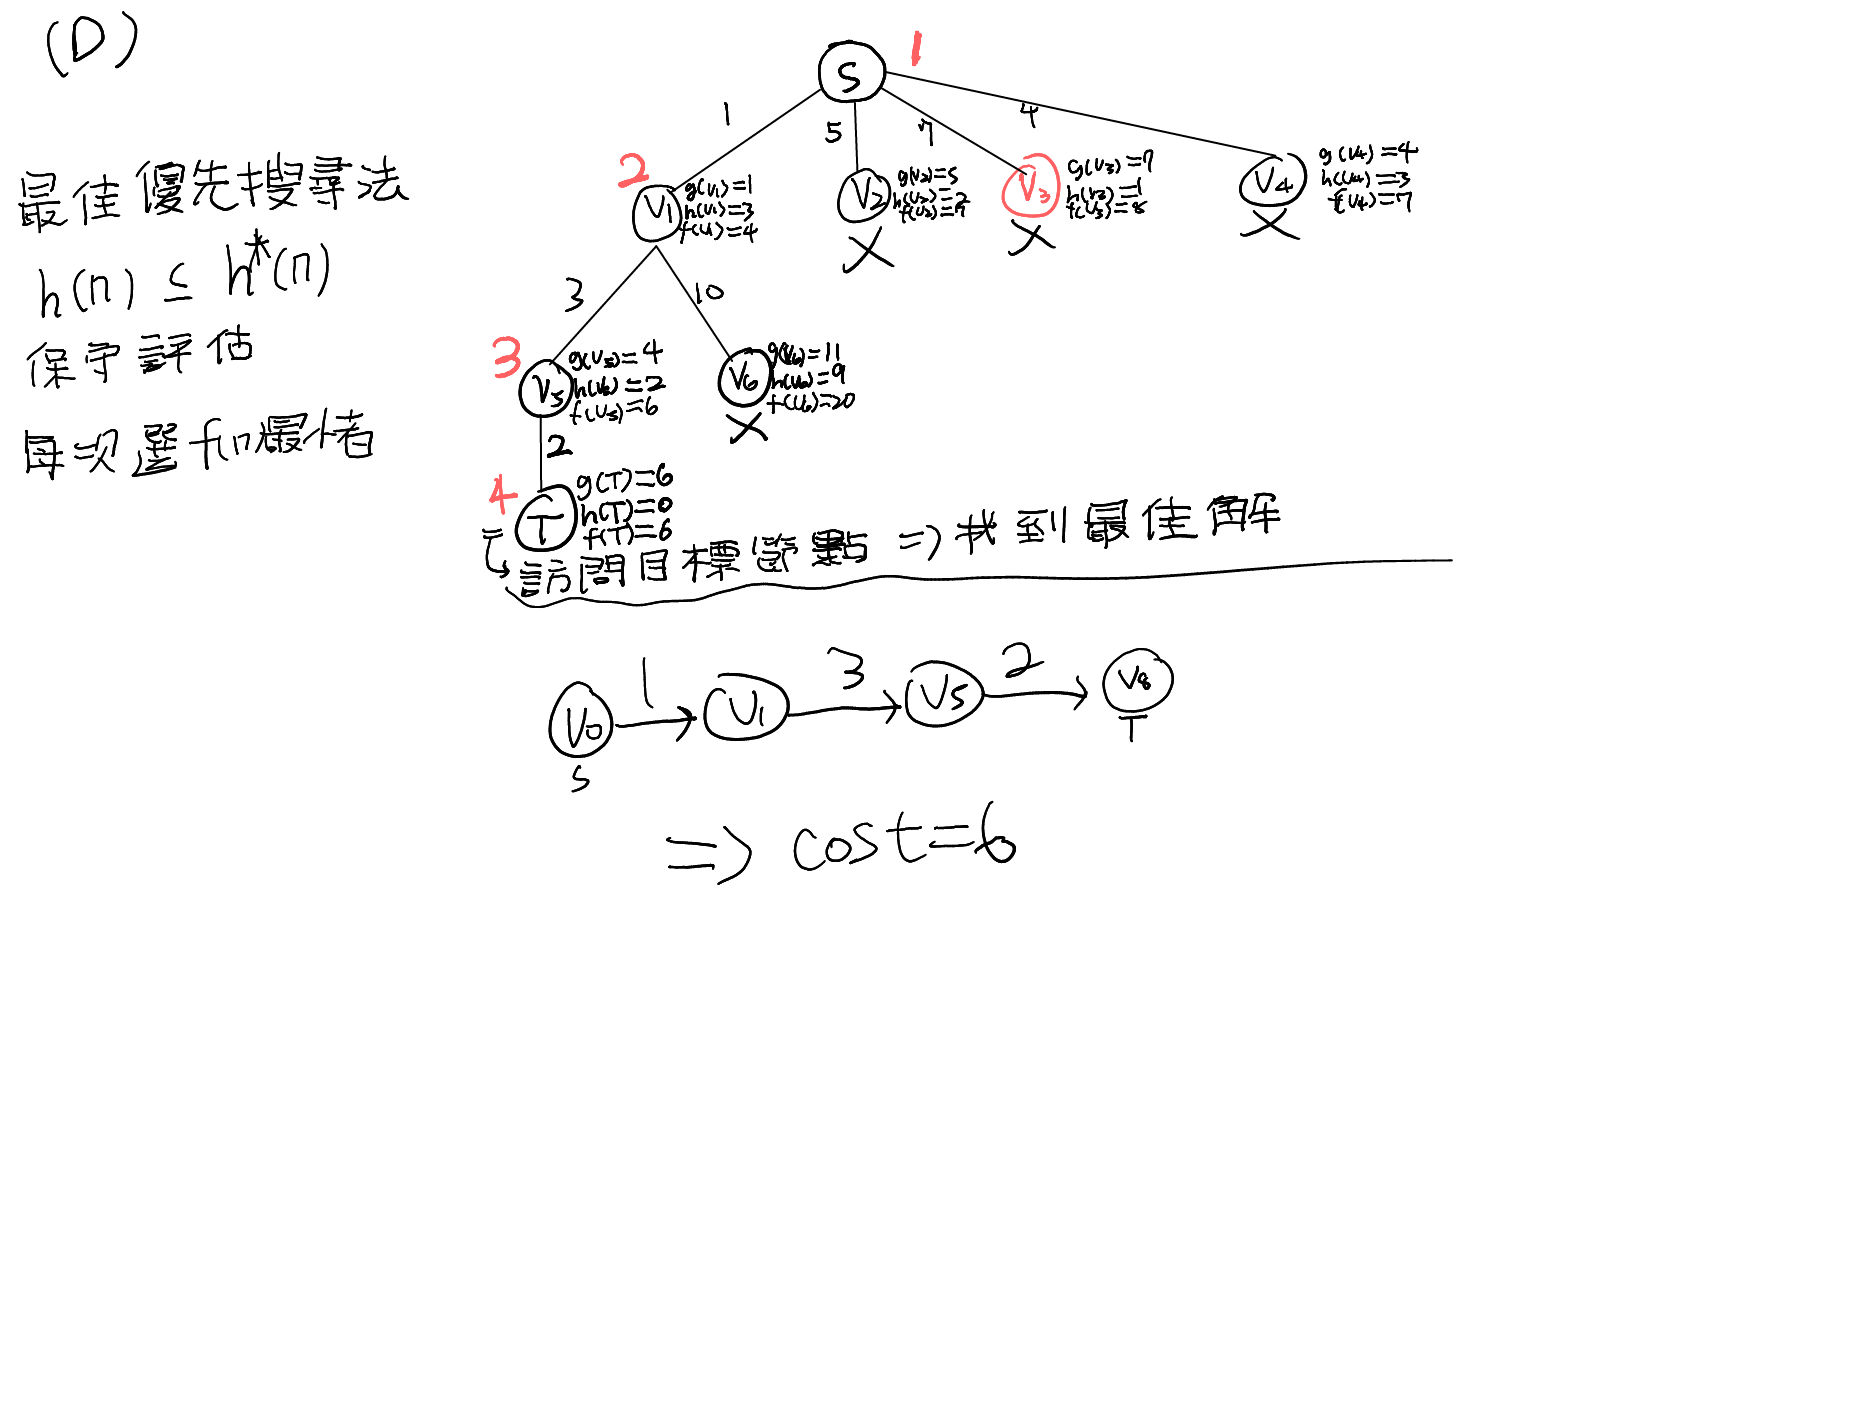 (D)
最佳優先搜尋法
h(n) ≤ h*(n)
保守評估
每次選f(n)最小者
1
S
1
5
7
4
2
V1
g(V1)=1
h(V1)=3
f(V1)=4
V2
g(V2)=5
h(V2)=2
f(V2)=7
V3
g(V3)=7
h(V3)=1
f(V3)=8
V4
g(V4)=4
h(V4)=3
f(V4)=7
X
X
X
3
10
3
V5
g(V5)=4
h(V5)=2
f(V5)=6
V6
g(V6)=11
h(V6)=9
f(V6)=20
X
2
4
T
g(T)=6
h(T)=0
f(T)=6
訪問目標節點 => 找到最佳解
V0 1 V1 3 V5 2 V8
S T
=> cost=6